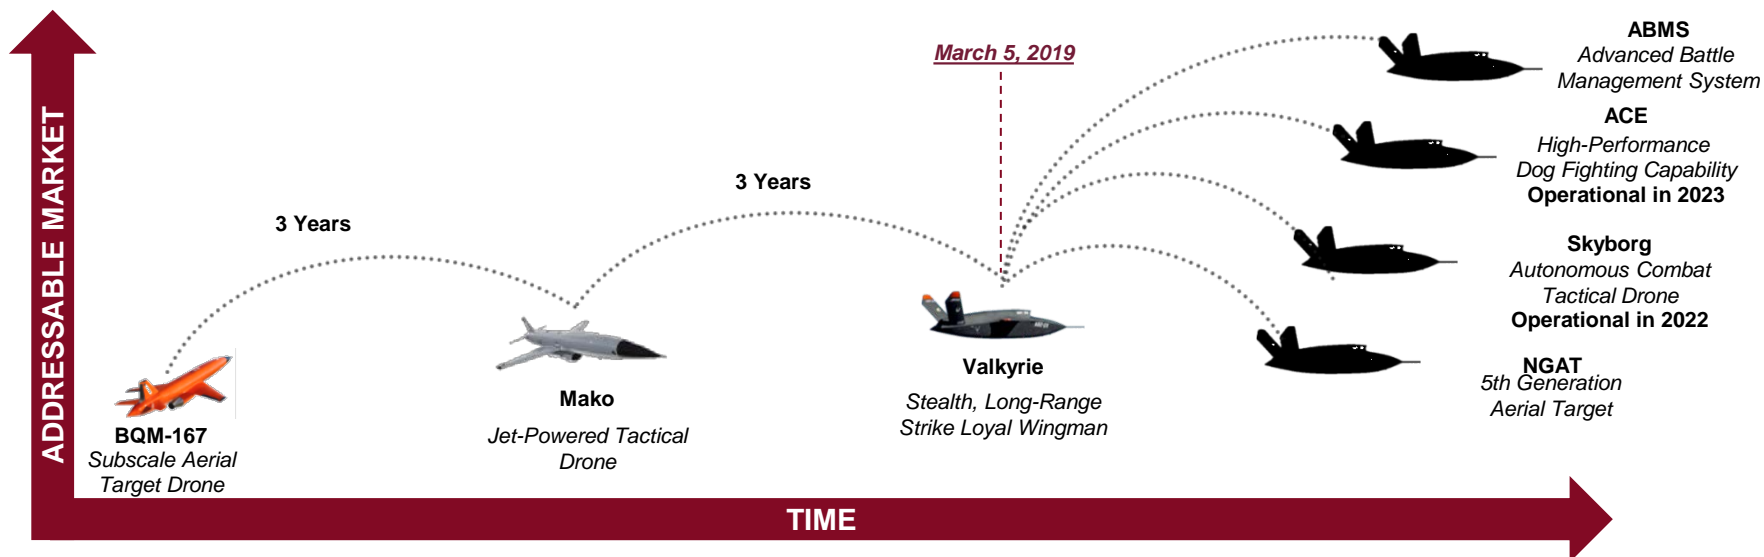 ADDRESSABLE MARKET
3 Years
3 Years
March 5, 2019
BQM-167
Subscale Aerial
Target Drone
Mako
Jet-Powered Tactical
Drone
Valkyrie
Stealth, Long-Range
Strike Loyal Wingman
ABMS
Advanced Battle
Management System
ACE
High-Performance
Dog Fighting Capability
Operational in 2023
Skyborg
Autonomous Combat
Tactical Drone
Operational in 2022
NGAT
5th Generation
Aerial Target
TIME